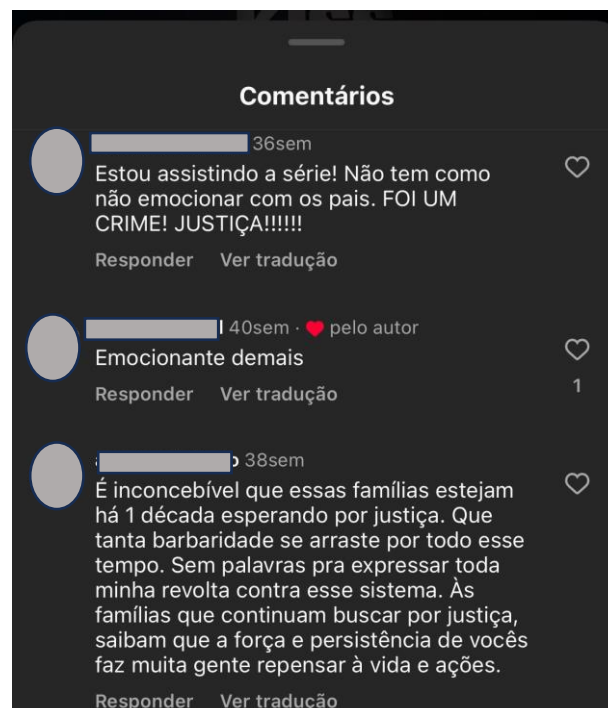 Comentários
36sem
Estou assistindo a série! Não tem como
não emocionar com os pais. FOI UM
CRIME! JUSTIÇA!!!!!!
Responder Ver tradução
40sem · ❤ pelo autor
Emocionante demais
Responder Ver tradução
1
38sem
É inconcebível que essas famílias estejam
há 1 década esperando por justiça. Que
tanta barbaridade se arraste por todo esse
tempo. Sem palavras pra expressar toda
minha revolta contra esse sistema. Às
famílias que continuam buscar por justiça,
saibam que a força e persistência de vocês
faz muita gente repensar à vida e ações.
Responder Ver tradução